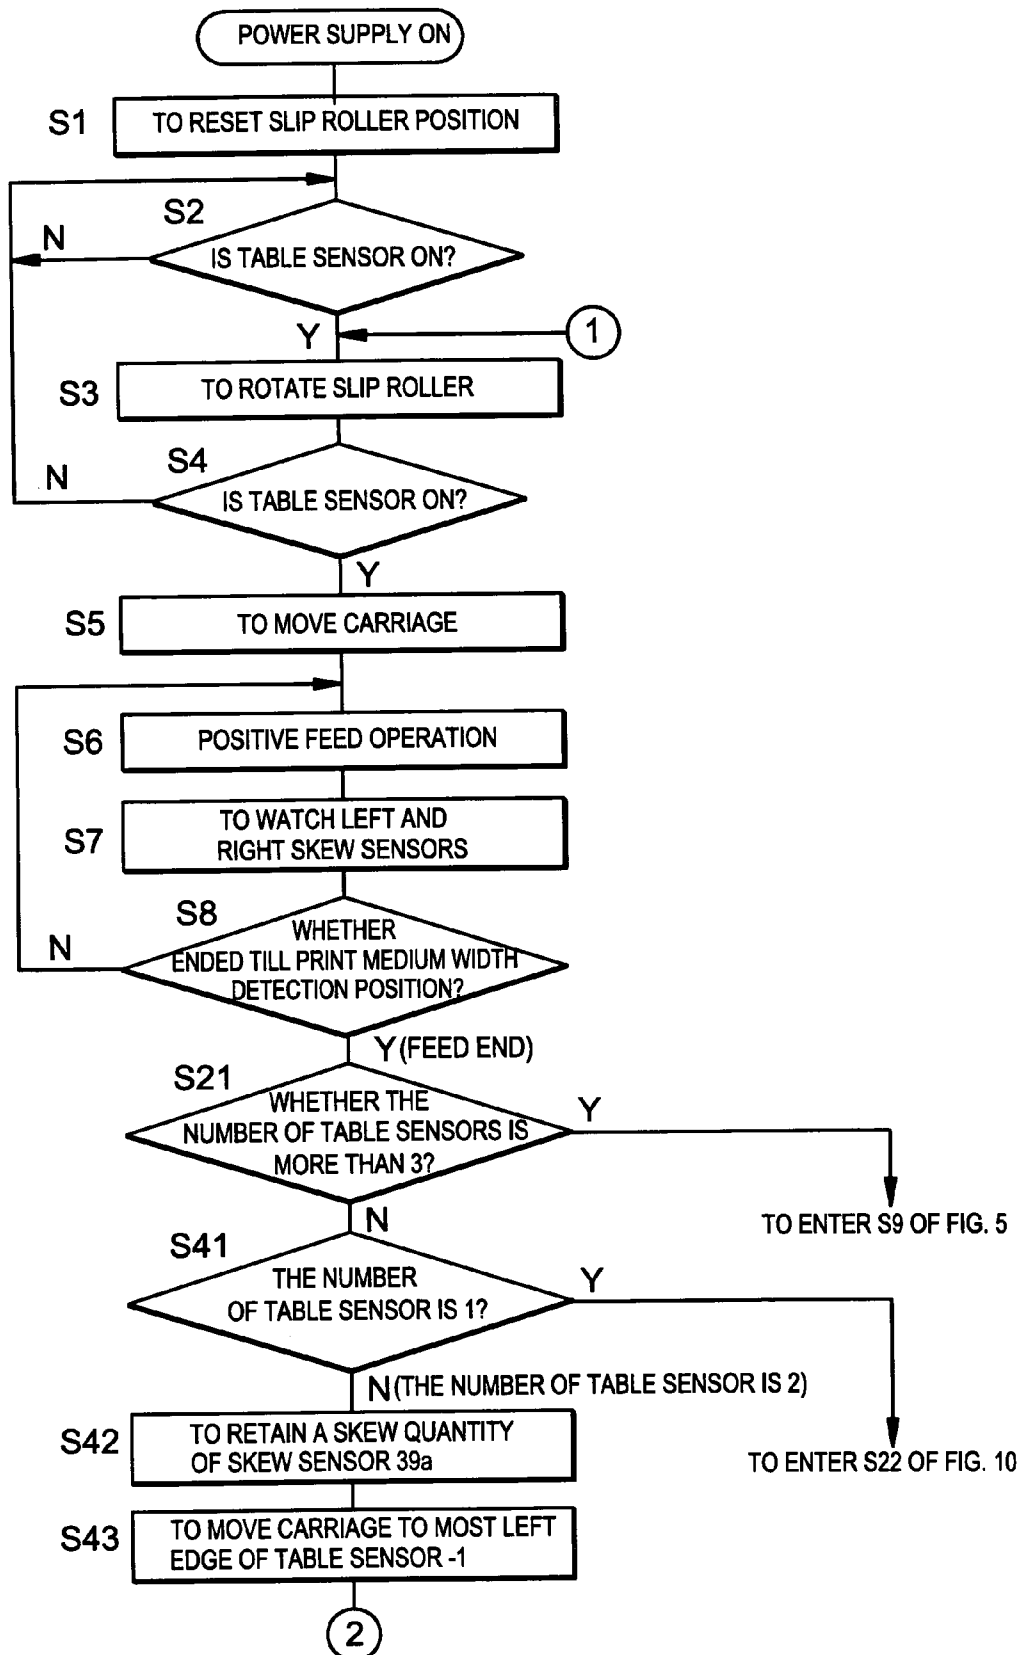 POWER SUPPLY ON
S1
TO RESET SLIP ROLLER POSITION
S2
N
IS TABLE SENSOR ON?
Y
1
S3
TO ROTATE SLIP ROLLER
S4
N
IS TABLE SENSOR ON?
Y
S5
TO MOVE CARRIAGE
S6
POSITIVE FEED OPERATION
S7
TO WATCH LEFT AND
RIGHT SKEW SENSORS
S8
N
WHETHER
ENDED TILL PRINT MEDIUM WIDTH
DETECTION POSITION?
Y (FEED END)
S21
WHETHER THE
NUMBER OF TABLE SENSORS IS
MORE THAN 3?
Y
TO ENTER S9 OF FIG. 5
N
S41
THE NUMBER
OF TABLE SENSOR IS 1?
Y
N (THE NUMBER OF TABLE SENSOR IS 2)
TO ENTER S22 OF FIG. 10
S42
TO RETAIN A SKEW QUANTITY
OF SKEW SENSOR 39a
S43
TO MOVE CARRIAGE TO MOST LEFT
EDGE OF TABLE SENSOR -1
2